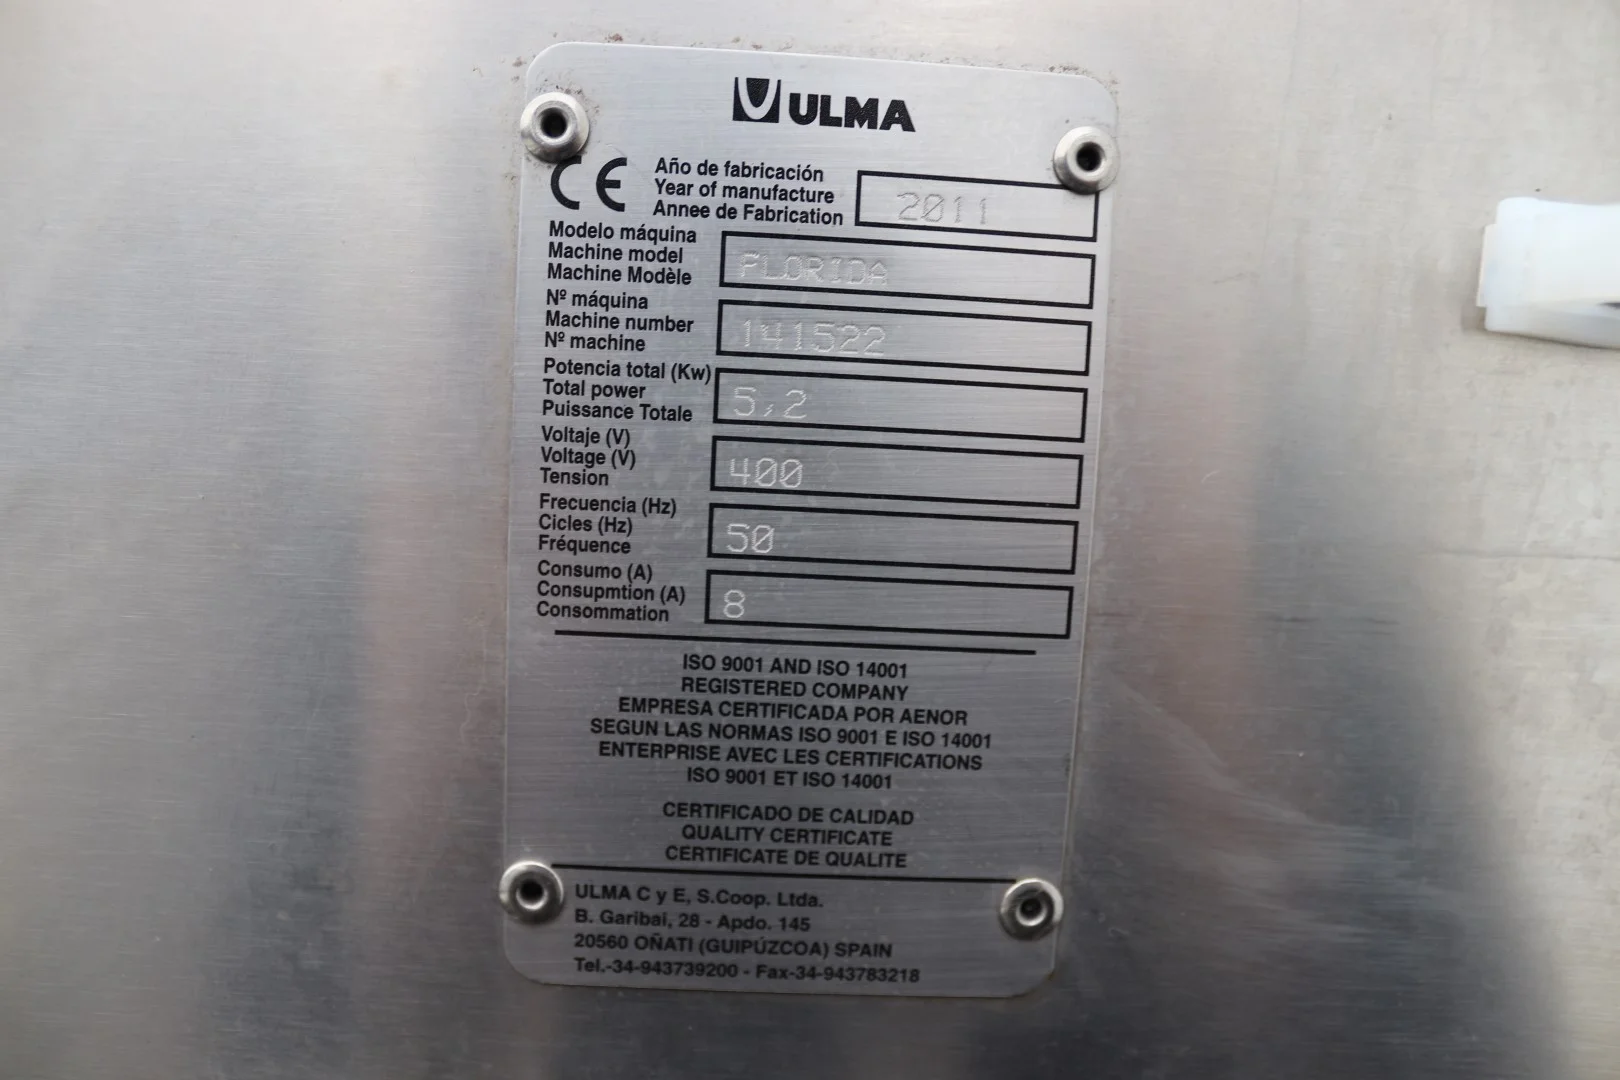 ULMA
CE
Año de fabricación
Year of manufacture
Annee de Fabrication
2011
Modelo máquina
Machine model
Machine Modèle
FLORIDA
Nº máquina
Machine number
Nº machine
141522
Potencia total (Kw)
Total power
Puissance Totale
5,2
Voltaje (V)
Voltage (V)
Tension
400
Frecuencia (Hz)
Cicles (Hz)
Fréquence
50
Consumo (A)
Consupmtion (A)
Consommation
8
ISO 9001 AND ISO 14001
REGISTERED COMPANY
EMPRESA CERTIFICADA POR AENOR
SEGUN LAS NORMAS ISO 9001 E ISO 14001
ENTERPRISE AVEC LES CERTIFICATIONS
ISO 9001 ET ISO 14001
CERTIFICADO DE CALIDAD
QUALITY CERTIFICATE
CERTIFICATE DE QUALITE
ULMA C y E, S.Coop. Ltda.
B. Garibai, 28 - Apdo. 145
20560 OÑATI (GUIPÚZCOA) SPAIN
Tel.-34-943739200 - Fax-34-943783218